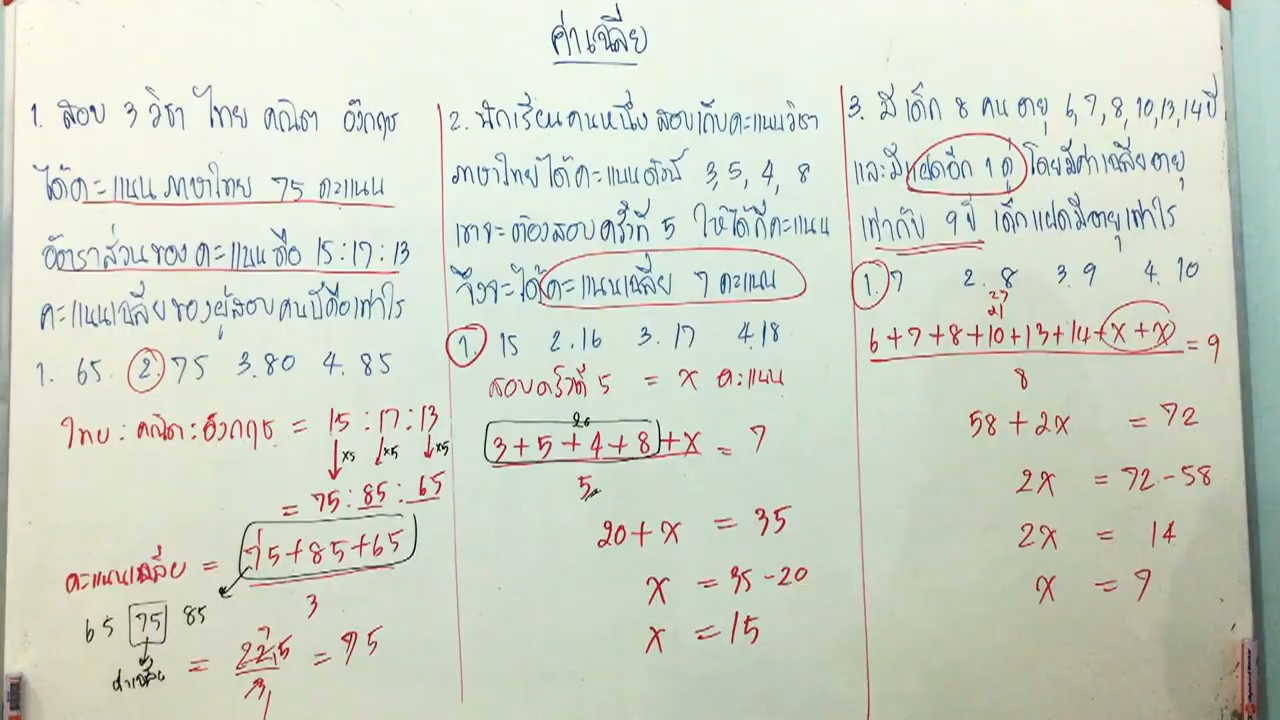 ค่าเฉลี่ย
1. สอบ 3 วิชา ไทย คณิต อังกฤษ
ได้คะแนนภาษาไทย 75 คะแนน
อัตราส่วนของคะแนนคือ 15:17:13
คะแนนเฉลี่ยของผู้สอบคนนี้คือเท่าไร
1. 65. 2. 75 3. 80 4. 85
ไทย : คณิต : อังกฤษ = 15 : 17 : 13
×5 ×5 ×5
= 75 : 85 : 65
คะแนนเฉลี่ย = 75+85+65
3
65 75 85
ค่าเฉลี่ย
= 225 = 75
3
2. นักเรียนคนหนึ่ง สอบเก็บคะแนนวิชา
ภาษาไทยได้คะแนนดังนี้ 3, 5, 4, 8
เขาจะต้องสอบครั้งที่ 5 ให้ได้กี่คะแนน
จึงจะได้คะแนนเฉลี่ย 7 คะแนน
1. 15 2. 16 3. 17 4. 18
สอบครั้งที่ 5 = x คะแนน
20
3+5+4+8+x = 7
5
20+x = 35
x = 35-20
x = 15
3. มีเด็ก 8 คน อายุ 6,7,8,10,13,14 ปี
และมีแฝดอีก 1 คู่ โดยมีค่าเฉลี่ยอายุ
เท่ากับ 9 ปี เด็กแฝดมีอายุเท่าไร
1. 7 2. 8 3. 9 4. 10
27
21
6+7+8+10+13+14+x+x = 9
8
58+2x = 72
2x = 72-58
2x = 14
x = 7